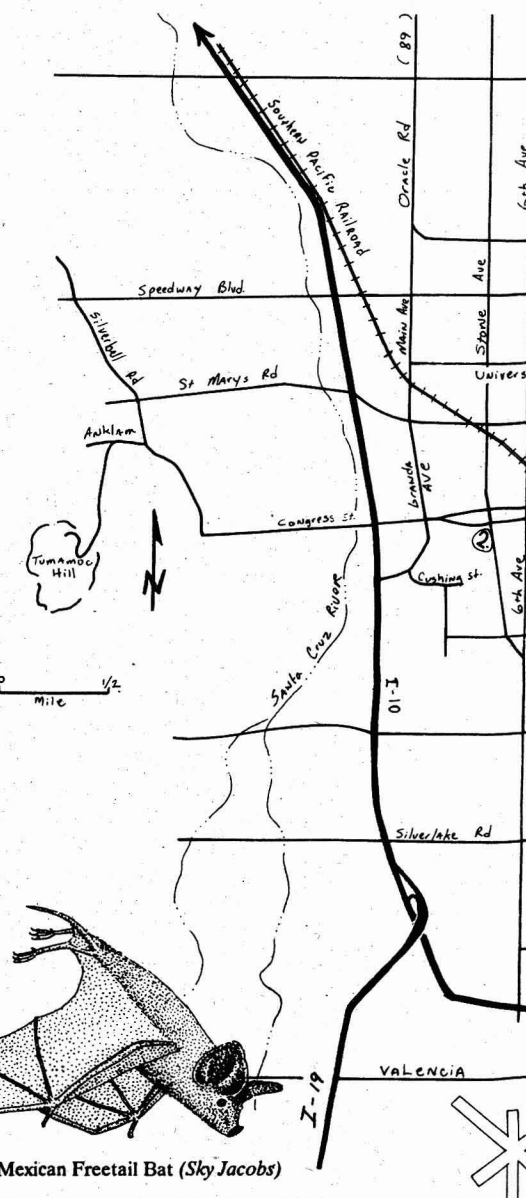 (89)
Southern Pacific Railroad
Oracle Rd
6th Ave
Stone Ave
Speedway Blvd.
Main Ave
Silverbell Rd
St Marys Rd
Univers
Anklam
Granda Ave
Congress St.
2
Tumamoc
Hill
Cushing St.
6th Ave
N
Santa Cruz River
1/2
Mile
I-10
Silverlake Rd
I-19
VALENCIA
Mexican Freetail Bat (Sky Jacobs)